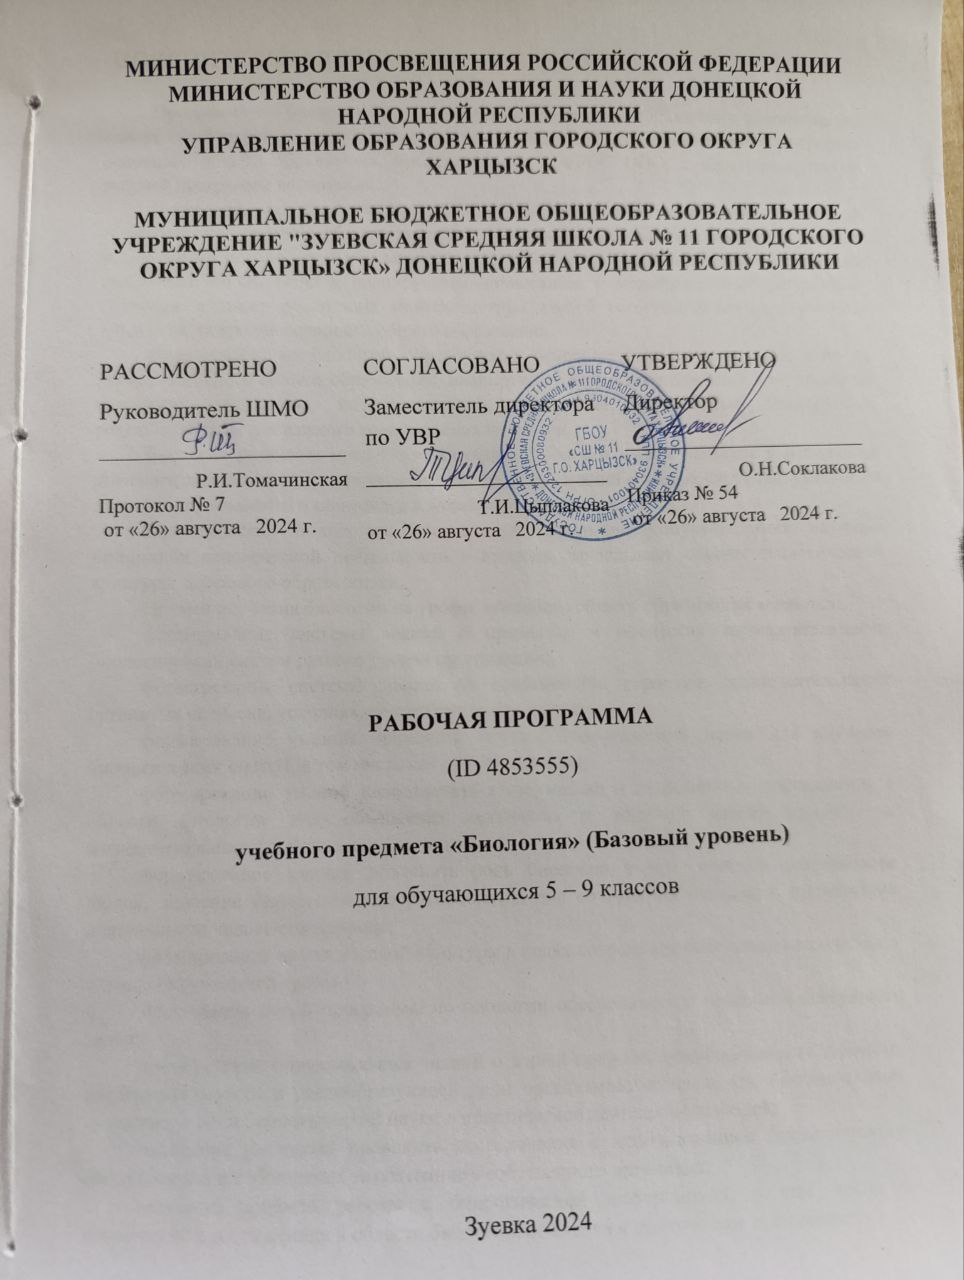 МИНИСТЕРСТВО ПРОСВЕЩЕНИЯ РОССИЙСКОЙ ФЕДЕРАЦИИ
МИНИСТЕРСТВО ОБРАЗОВАНИЯ И НАУКИ ДОНЕЦКОЙ
НАРОДНОЙ РЕСПУБЛИКИ
УПРАВЛЕНИЕ ОБРАЗОВАНИЯ ГОРОДСКОГО ОКРУГА
ХАРЦЫЗСК
МУНИЦИПАЛЬНОЕ БЮДЖЕТНОЕ ОБЩЕОБРАЗОВАТЕЛЬНОЕ
УЧРЕЖДЕНИЕ "ЗУЕВСКАЯ СРЕДНЯЯ ШКОЛА № 11 ГОРОДСКОГО
ОКРУГА ХАРЦЫЗСК» ДОНЕЦКОЙ НАРОДНОЙ РЕСПУБЛИКИ
РАССМОТРЕНО
Руководитель ШМО
Р.И.Томачинская
Протокол № 7
от «26» августа 2024 г.
СОГЛАСОВАНО
Заместитель директора
по УВР
Т.И.Цыплакова
от «26» августа 2024 г.
УТВЕРЖДЕНО
Директор
О.Н.Соклакова
Приказ № 54
от «26» августа 2024 г.
ГБОУ
«СШ № 11
Г.О. ХАРЦЫЗСК»
РАБОЧАЯ ПРОГРАММА
(ID 4853555)
учебного предмета «Биология» (Базовый уровень)
для обучающихся 5 – 9 классов
Зуевка 2024